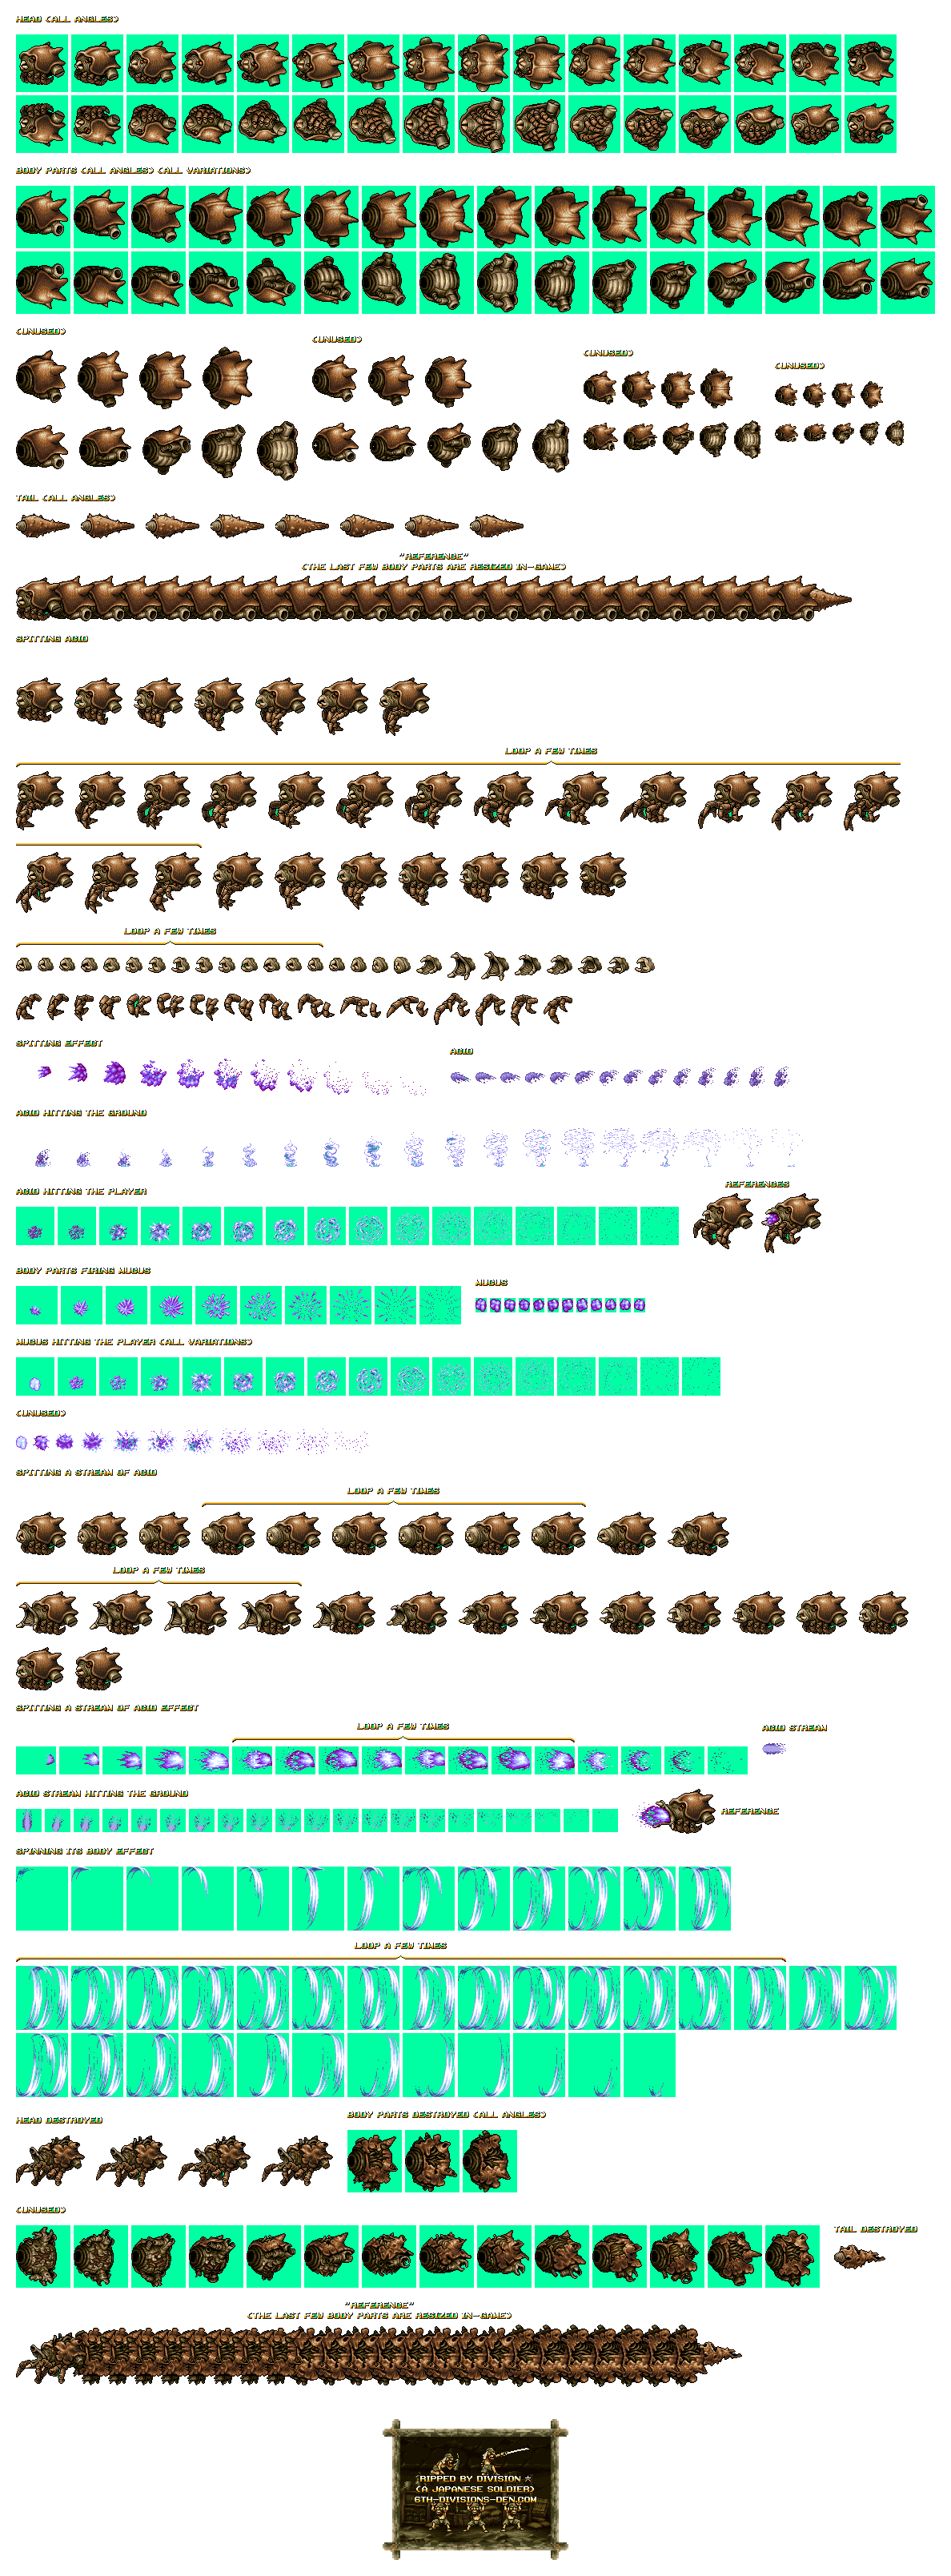 HEAD (ALL ANGLES)
BODY PARTS (ALL ANGLES) (ALL VARIATIONS)
(UNUSED)
(UNUSED)
(UNUSED)
(UNUSED)
TAIL (ALL ANGLES)
"REFERENCE"
(THE LAST FEW BODY PARTS ARE RESIZED IN-GAME)
SPITTING ACID
LOOP A FEW TIMES
LOOP A FEW TIMES
SPITTING EFFECT
ACID
ACID HITTING THE GROUND
ACID HITTING THE PLAYER
REFERENCES
BODY PARTS FIRING MUCUS
MUCUS
MUCUS HITTING THE PLAYER (ALL VARIATIONS)
(UNUSED)
SPITTING A STREAM OF ACID
LOOP A FEW TIMES
LOOP A FEW TIMES
SPITTING A STREAM OF ACID EFFECT
LOOP A FEW TIMES
ACID STREAM
ACID STREAM HITTING THE GROUND
REFERENCE
SPINNING ITS BODY EFFECT
LOOP A FEW TIMES
HEAD DESTROYED
BODY PARTS DESTROYED (ALL ANGLES)
(UNUSED)
TAIL DESTROYED
"REFERENCE"
(THE LAST FEW BODY PARTS ARE RESIZED IN-GAME)
RIPPED BY DIVISION ☆
(A JAPANESE SOLDIER)
6TH-DIVISIONS-DEN.COM